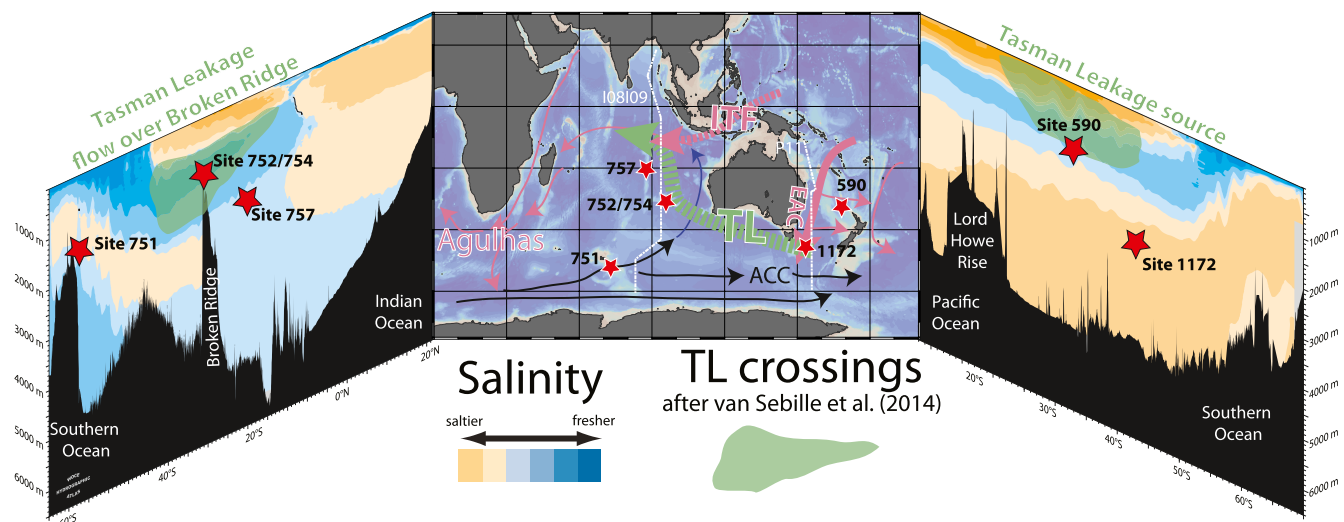 Tasman Leakage
flow over Broken Ridge
Site 752/754
Site 757
Site 751
1000 m
2000 m
3000 m
4000 m
5000 m
6000 m
Broken Ridge
Indian
Ocean
Southern
Ocean
WOCE
HYDROGRAPHIC
ATLAS
40°S
20°S
0°N
20°N
I08I09
ITF
P11
757
590
752/754
EAC
TL
Agulhas
1172
751
ACC
Tasman Leakage source
Site 590
Site 1172
Lord
Howe
Rise
Pacific
Ocean
Southern
Ocean
20°S
30°S
40°S
50°S
60°S
1000 m
2000 m
3000 m
4000 m
5000 m
6000 m
Salinity
saltier
fresher
TL crossings
after van Sebille et al. (2014)